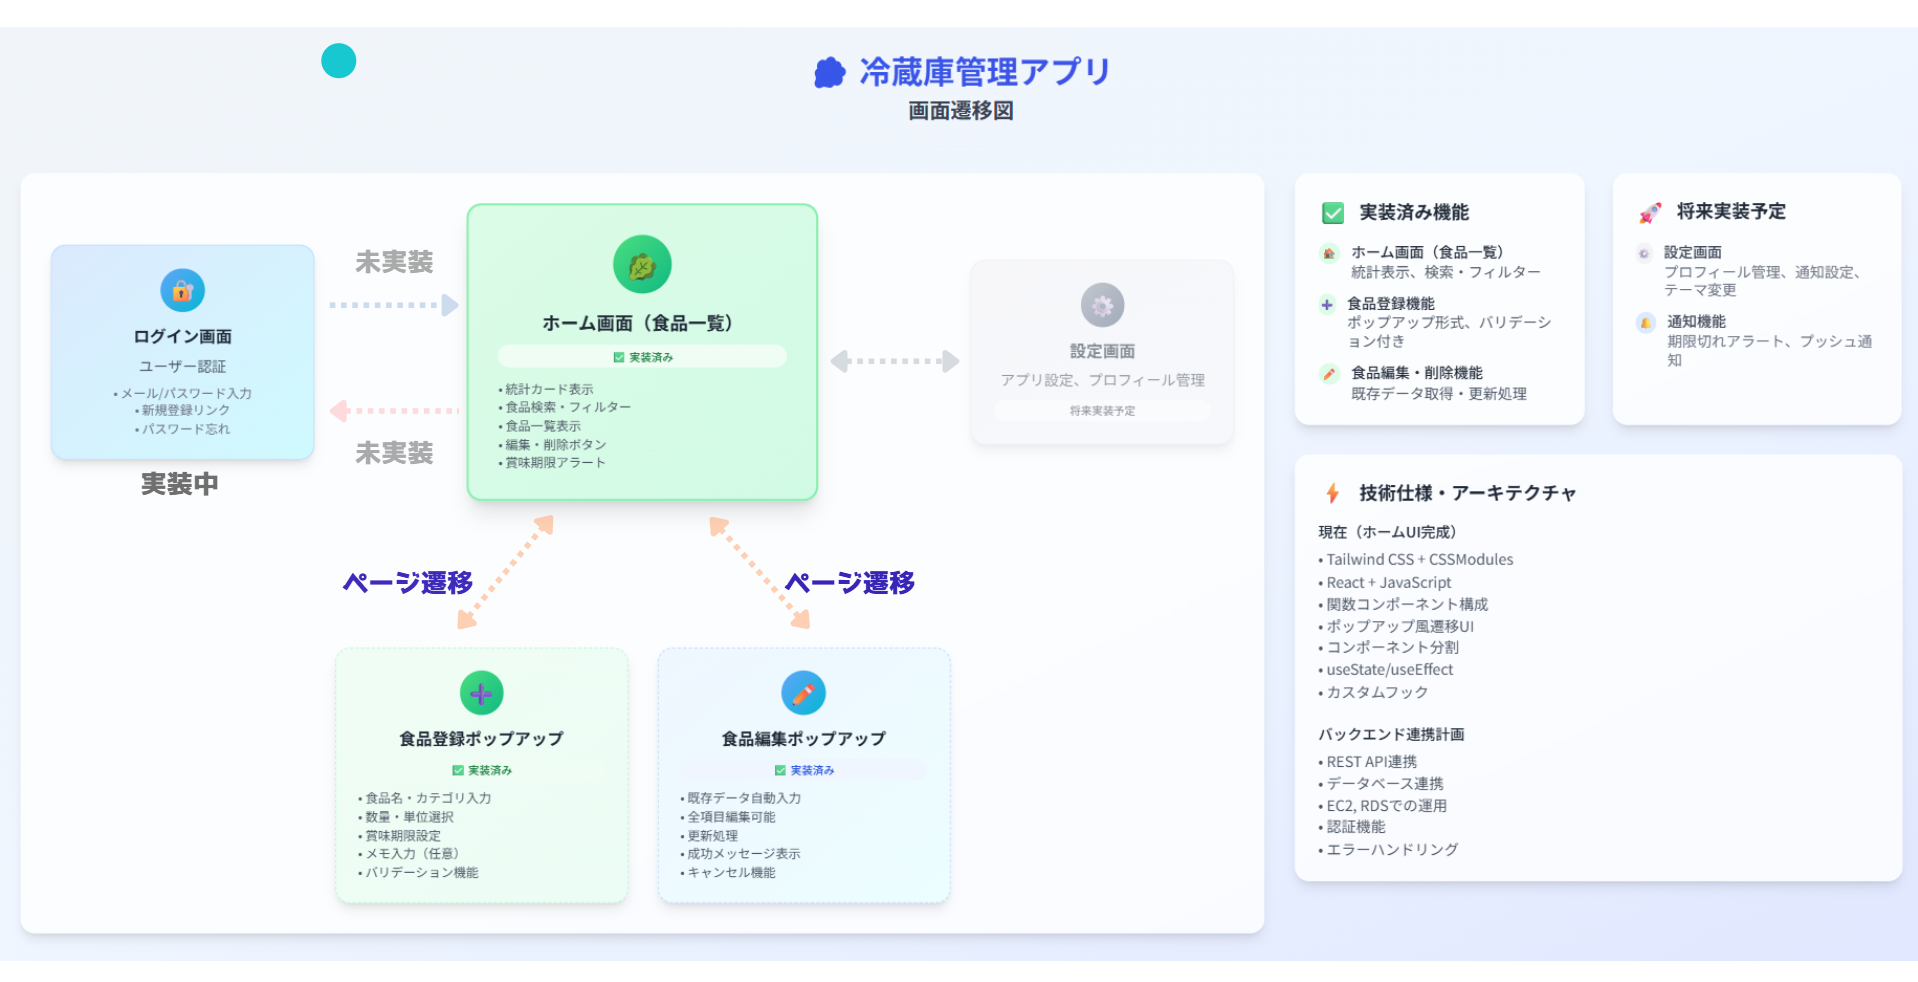 冷蔵庫管理アプリ
画面遷移図
ログイン画面
ユーザー認証
• メール/パスワード入力
• 新規登録リンク
• パスワード忘れ
実装中
未実装
未実装
ホーム画面（食品一覧）
✅ 実装済み
• 統計カード表示
• 食品検索・フィルター
• 食品一覧表示
• 編集・削除ボタン
• 賞味期限アラート
設定画面
アプリ設定、プロフィール管理
将来実装予定
ページ遷移
ページ遷移
食品登録ポップアップ
✅ 実装済み
• 食品名・カテゴリ入力
• 数量・単位選択
• 賞味期限設定
• メモ入力（任意）
• バリデーション機能
食品編集ポップアップ
✅ 実装済み
• 既存データ自動入力
• 全項目編集可能
• 更新処理
• 成功メッセージ表示
• キャンセル機能
✅ 実装済み機能
ホーム画面（食品一覧）
統計表示、検索・フィルター
食品登録機能
ポップアップ形式、バリデーシ
ョン付き
食品編集・削除機能
既存データ取得・更新処理
将来実装予定
設定画面
プロフィール管理、通知設定、
テーマ変更
通知機能
期限切れアラート、プッシュ通
知
技術仕様・アーキテクチャ
現在（ホームUI完成）
• Tailwind CSS + CSSModules
• React + JavaScript
• 関数コンポーネント構成
• ポップアップ風遷移UI
• コンポーネント分割
• useState/useEffect
• カスタムフック
バックエンド連携計画
• REST API連携
• データベース連携
• EC2, RDSでの運用
• 認証機能
• エラーハンドリング